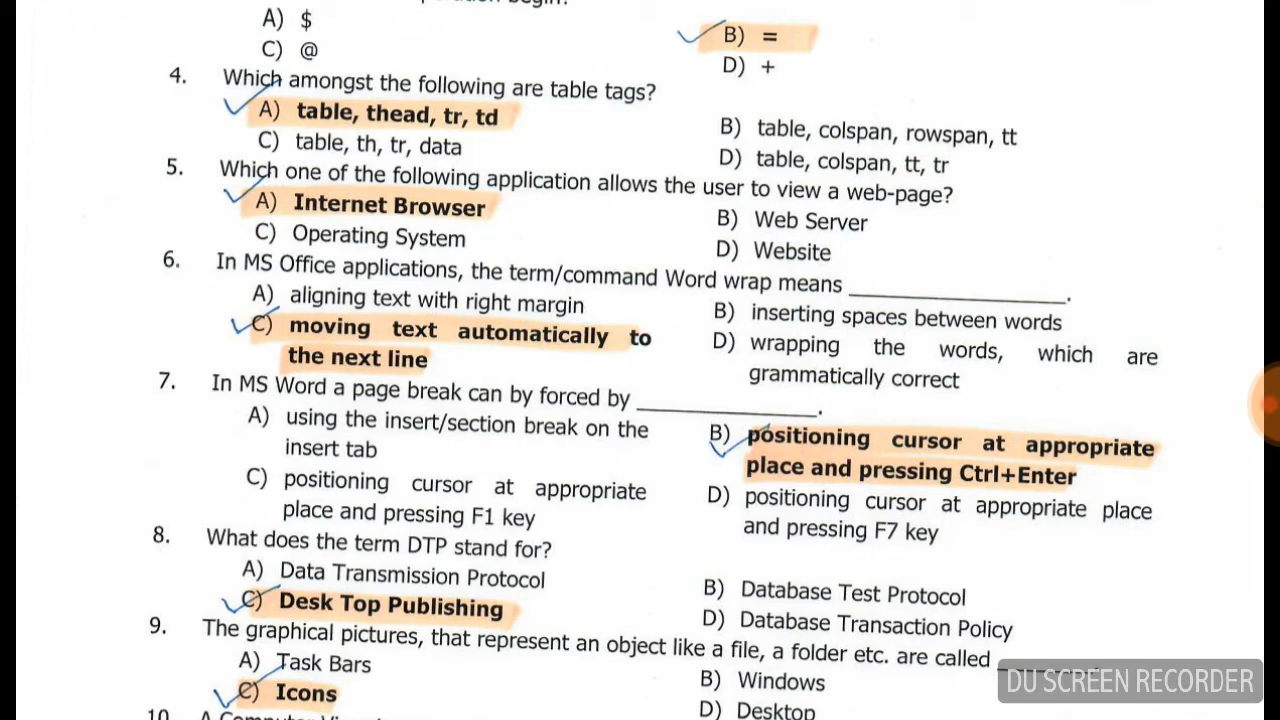 begin?
A) $
B) =
C) @
D) +
4. Which amongst the following are table tags?
A) table, thead, tr, td
B) table, colspan, rowspan, tt
C) table, th, tr, data
D) table, colspan, tt, tr
5. Which one of the following application allows the user to view a web-page?
A) Internet Browser
B) Web Server
C) Operating System
D) Website
6. In MS Office applications, the term/command Word wrap means ____________________.
A) aligning text with right margin
B) inserting spaces between words
C) moving text automatically to
the next line
D) wrapping the words, which are
grammatically correct
7. In MS Word a page break can by forced by ________________.
A) using the insert/section break on the
insert tab
B) positioning cursor at appropriate
place and pressing Ctrl+Enter
C) positioning cursor at appropriate
place and pressing F1 key
D) positioning cursor at appropriate place
and pressing F7 key
8. What does the term DTP stand for?
A) Data Transmission Protocol
B) Database Test Protocol
C) Desk Top Publishing
D) Database Transaction Policy
9. The graphical pictures, that represent an object like a file, a folder etc. are called __________.
A) Task Bars
B) Windows
C) Icons
D) Desktop
10. A Computer
DU SCREEN RECORDER